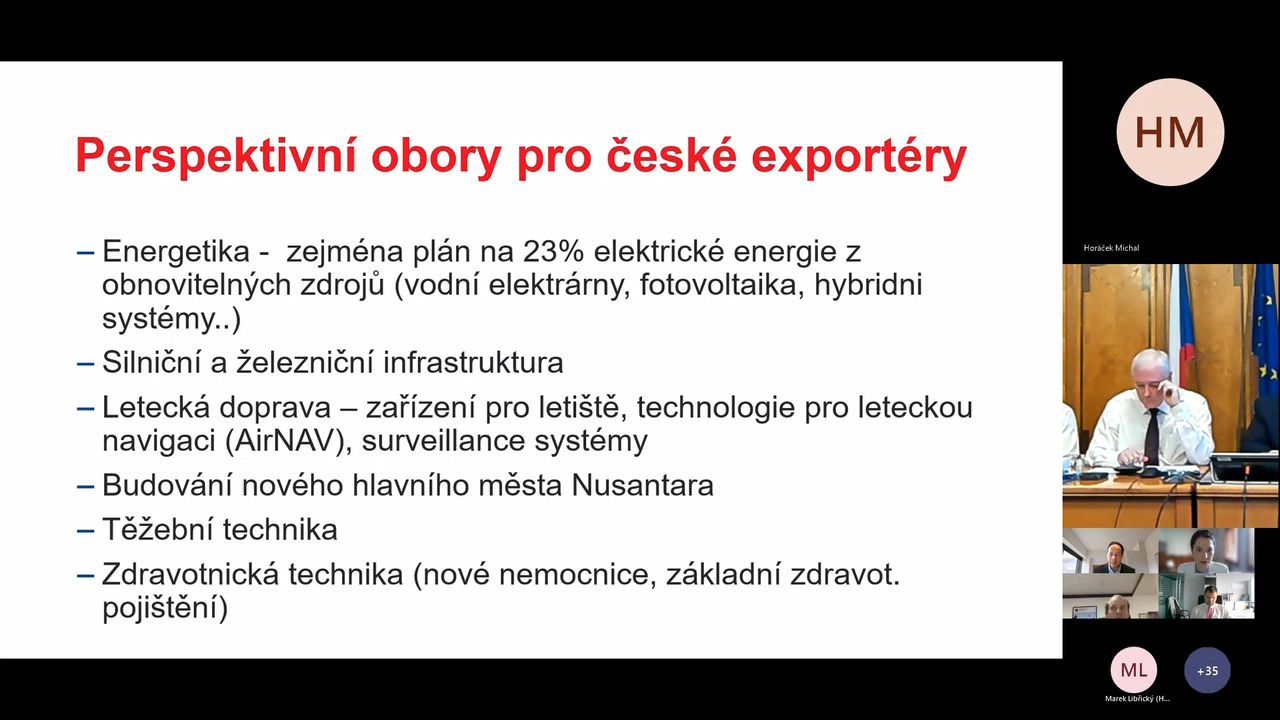 Perspektivní obory pro české exportéry
– Energetika -  zejména plán na 23% elektrické energie z
obnovitelných zdrojů (vodní elektrárny, fotovoltaika, hybridni
systémy..)
– Silniční a železniční infrastruktura
– Letecká doprava – zařízení pro letiště, technologie pro leteckou
navigaci (AirNAV), surveillance systémy
– Budování nového hlavního města Nusantara
– Těžební technika
– Zdravotnická technika (nové nemocnice, základní zdravot.
pojištění)
HM
Horáček Michal
ML
+35
Marek Libřický (H...